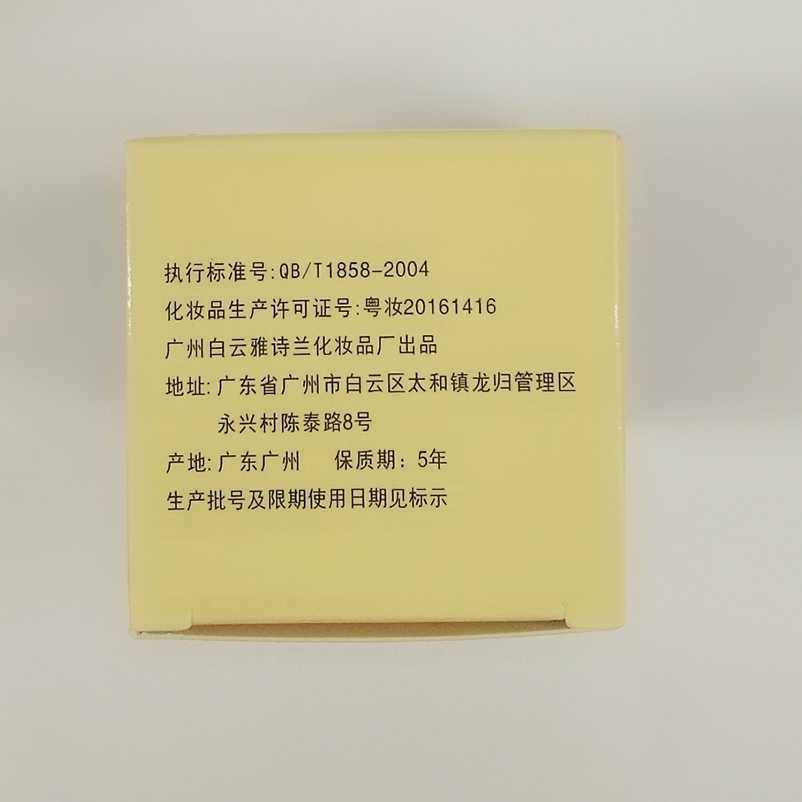 执行标准号:QB/T1858-2004
化妆品生产许可证号:粤妆20161416
广州白云雅诗兰化妆品厂出品
地址:广东省广州市白云区太和镇龙归管理区
永兴村陈泰路8号
产地:广东广州 保质期: 5年
生产批号及限期使用日期见标示